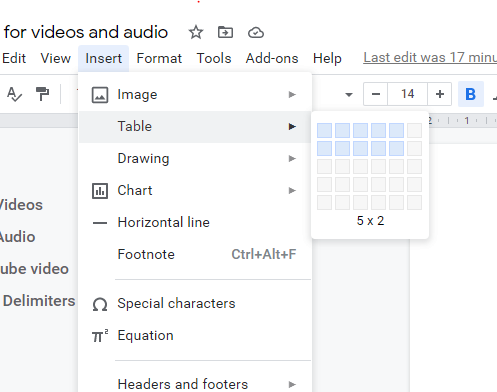 for videos and audio
Edit View Insert Format Tools Add-ons Help Last edit was 17
14 B
2 1
Image
Table
Drawing
Chart
Horizontal line
Footnote Ctrl+Alt+F
Special characters
Equation
Headers and footers
5 x 2
Videos
Audio
video
Delimiters